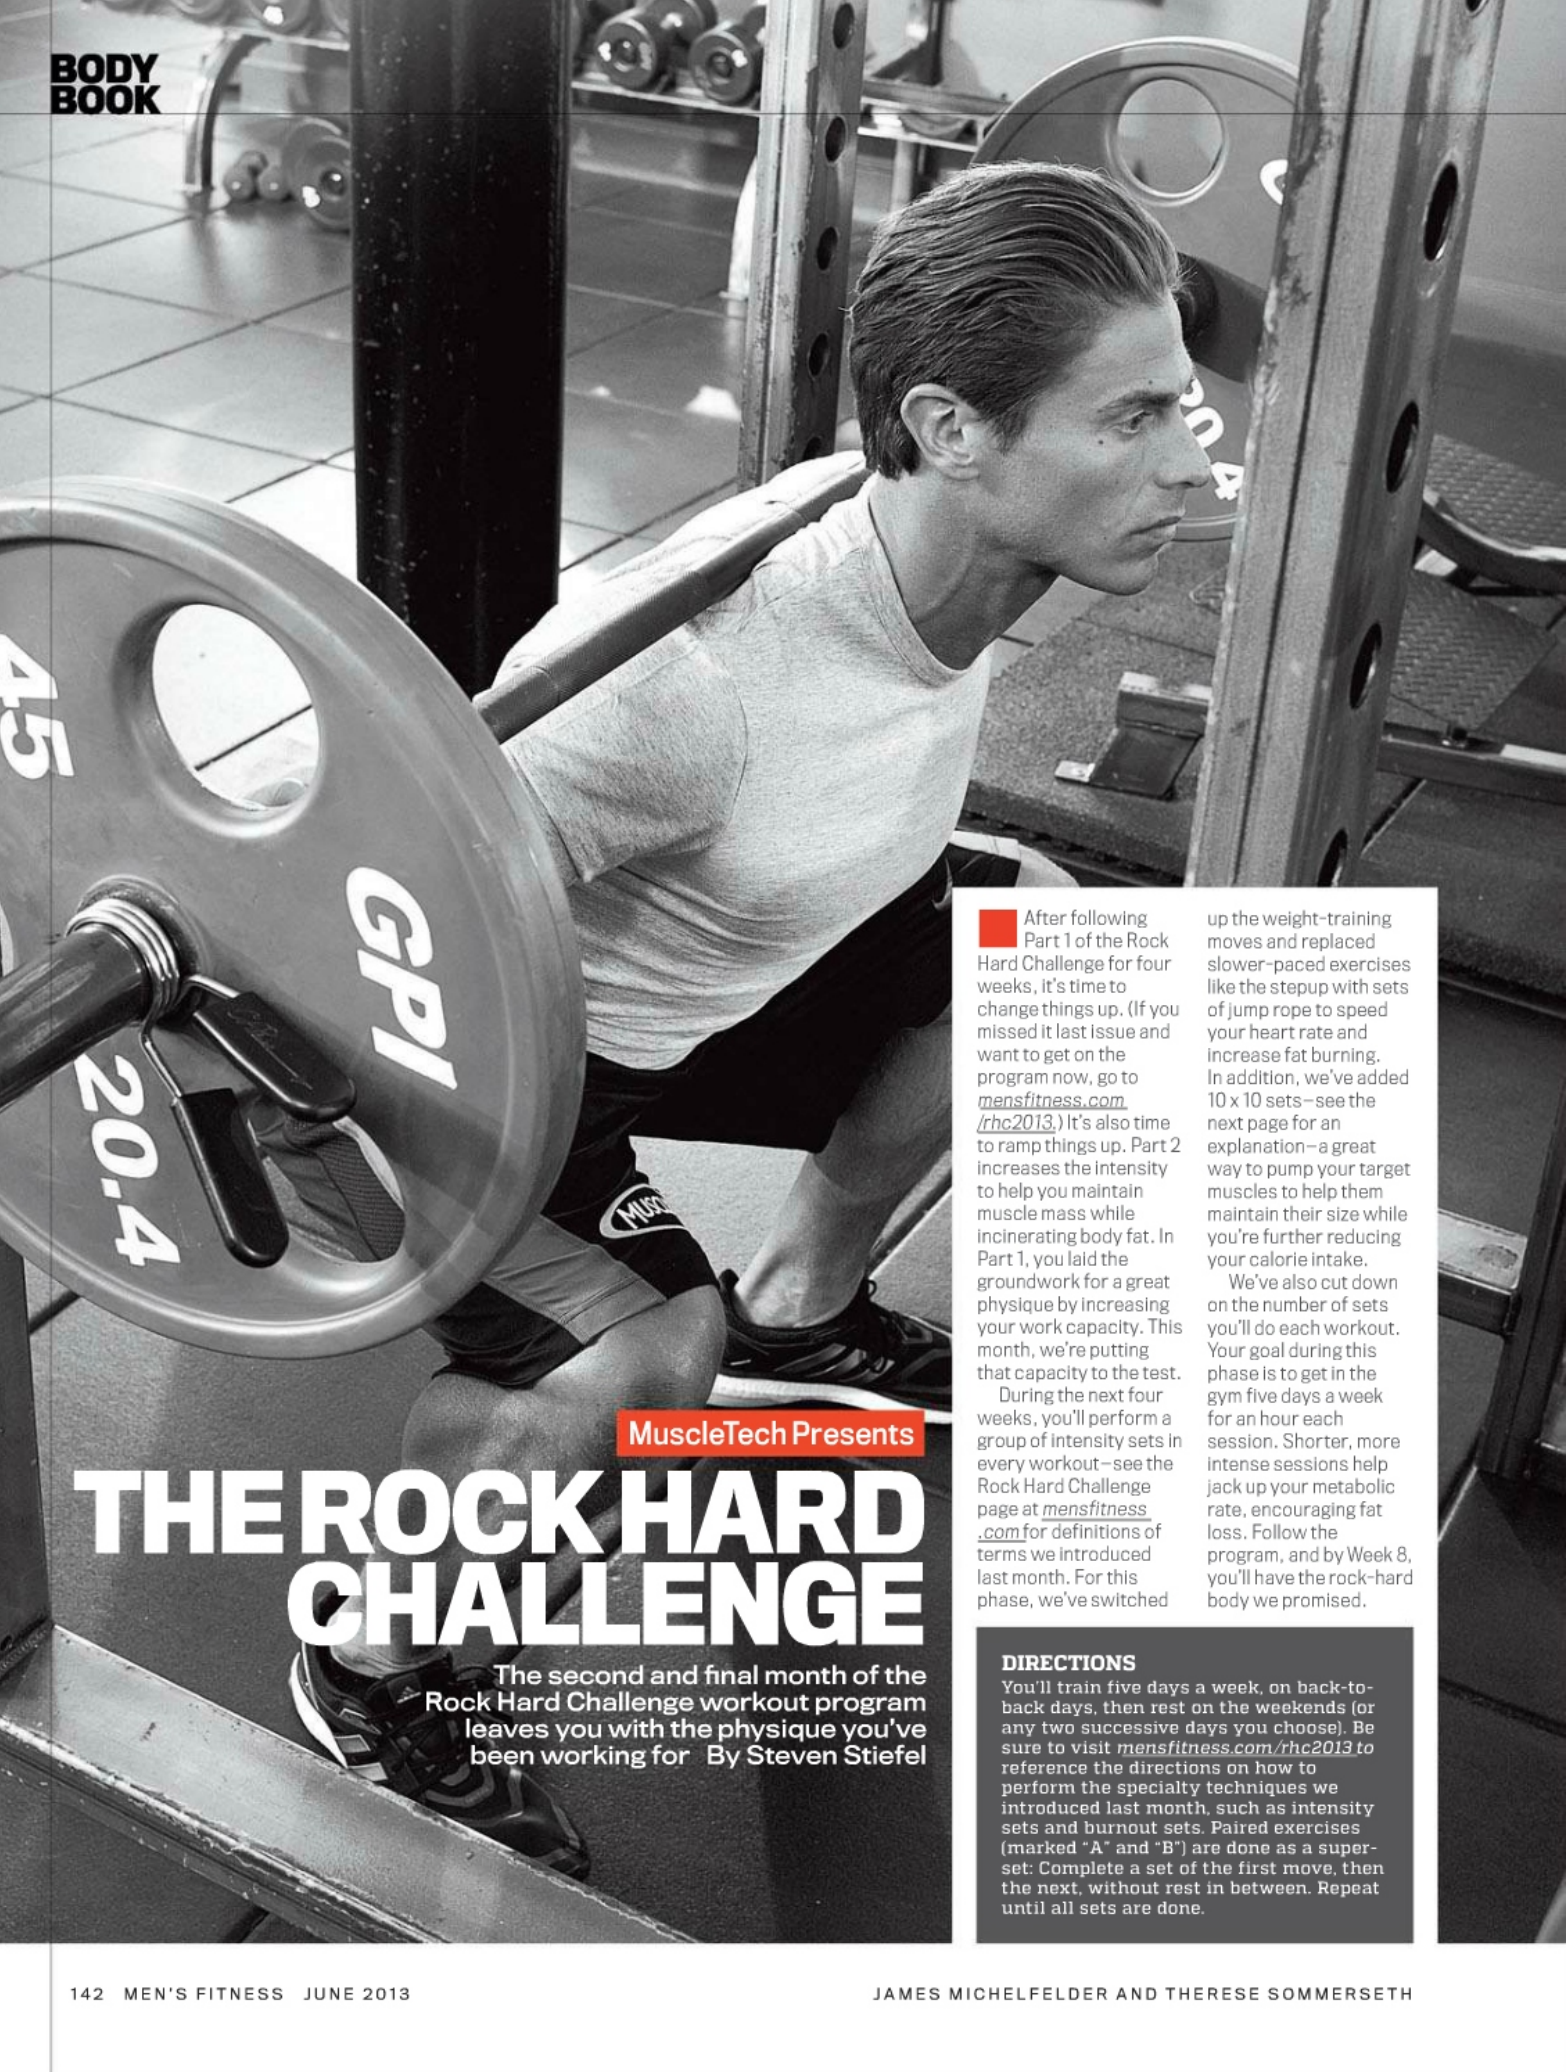 BODY
BOOK
45
GPI
20.4
20.4
MUSC
After following
Part 1 of the Rock
Hard Challenge for four
weeks, it's time to
change things up. (If you
missed it last issue and
want to get on the
program now, go to
mensfitness.com
/rhc2013.) It's also time
to ramp things up. Part 2
increases the intensity
to help you maintain
muscle mass while
incinerating body fat. In
Part 1, you laid the
groundwork for a great
physique by increasing
your work capacity. This
month, we're putting
that capacity to the test.
During the next four
weeks, you'll perform a
group of intensity sets in
every workout–see the
Rock Hard Challenge
page at mensfitness
.com for definitions of
terms we introduced
last month. For this
phase, we've switched
up the weight-training
moves and replaced
slower-paced exercises
like the stepup with sets
of jump rope to speed
your heart rate and
increase fat burning.
In addition, we've added
10 x 10 sets–see the
next page for an
explanation–a great
way to pump your target
muscles to help them
maintain their size while
you're further reducing
your calorie intake.
We've also cut down
on the number of sets
you'll do each workout.
Your goal during this
phase is to get in the
gym five days a week
for an hour each
session. Shorter, more
intense sessions help
jack up your metabolic
rate, encouraging fat
loss. Follow the
program, and by Week 8,
you'll have the rock-hard
body we promised.
MuscleTech Presents
THE ROCK HARD
CHALLENGE
The second and final month of the
Rock Hard Challenge workout program
leaves you with the physique you've
been working for By Steven Stiefel
DIRECTIONS
You'll train five days a week, on back-to-
back days, then rest on the weekends (or
any two successive days you choose). Be
sure to visit mensfitness.com/rhc2013 to
reference the directions on how to
perform the specialty techniques we
introduced last month, such as intensity
sets and burnout sets. Paired exercises
(marked "A" and "B") are done as a super-
set: Complete a set of the first move, then
the next, without rest in between. Repeat
until all sets are done.
142 MEN'S FITNESS JUNE 2013
JAMES MICHELFELDER AND THERESE SOMMERSETH